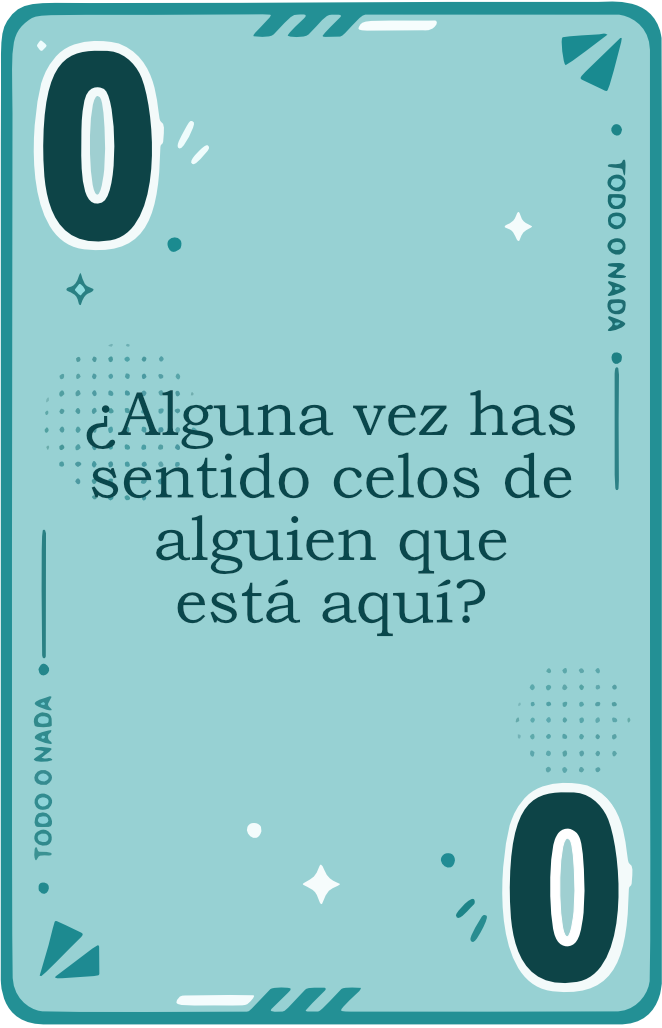 0
TODO O NADA
¿Alguna vez has
sentido celos de
alguien que
está aquí?
TODO O NADA
0